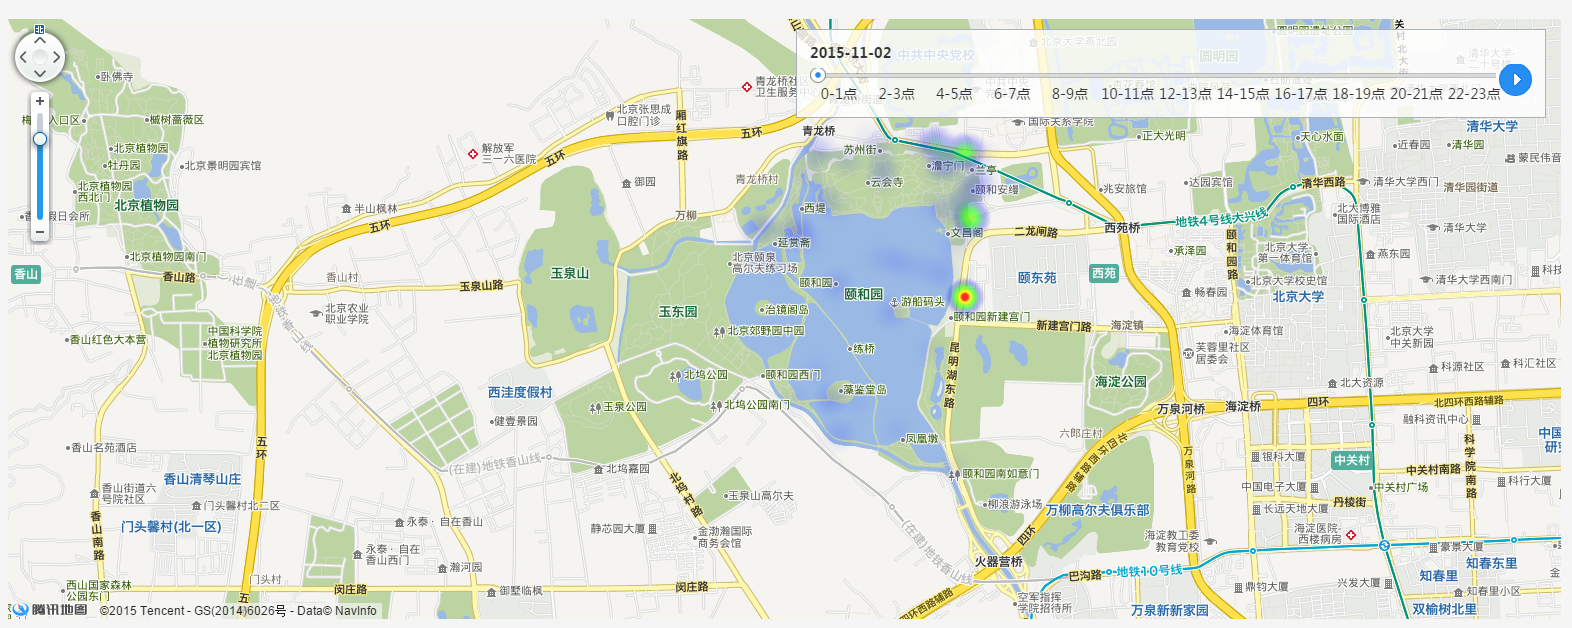 北
2015-11-02
0-1点 2-3点 4-5点 6-7点 8-9点 10-11点 12-13点 14-15点 16-17点 18-19点 20-21点 22-23点
中共中央党校
圆明园
卧佛寺
青龙桥社
卫生服务
北京张思成
口腔门诊
厢红旗路
五环
青龙桥
国际关系学院
正大光明
天心水面
清华大学
近春园
清华园
蒙民伟音
槭树蔷薇区
北京植物园
牡丹园
北京植物园
西北门
北京植物园
北京景明园宾馆
解放军
三一六医院
五环
御园
青龙桥村
苏州街
澹宁门
兰亭
云会寺
颐和安缦
兆安旅馆
达园宾馆
清华西路
清华大学西门
清华园街道
假日会所
半山枫林
五环
万柳
西堤
文昌阁
二龙闸路
西苑桥
地铁4号线大兴线
北大博雅
国际酒店
清华大学
北京植物园南门
延赏斋
北京颐泉
高尔夫练习场
承泽园
颐和园路
北京大学
第一体育馆
燕东园
香山
香山路
香山村
玉泉山路
玉泉山
颐和园
颐和园
游船码头
颐东苑
西苑
畅春园
北京大学校史馆
北京大学
清华大学西南门
科技
(在建)地铁香山线
北京农业
职业学院
玉东园
治镜阁岛
颐和园新建宫门
新建宫门路
海淀镇
海淀体育馆
北京大学
中关新园
香山红色大本营
中国科学院
植物研究所
北京植物园
北京郊野园中园
练桥
昆明湖东路
芙蓉里社区
居委会
科源社区
科汇社区
西洼度假村
北坞公园
颐和园西门
藻鉴堂岛
海淀公园
北大资源
玉泉公园
北坞公园南门
万泉河桥
海淀桥
四环
北四环西路辅路
健壹景园
融科资讯中心
香山名苑酒店
五环
凤凰墩
六郎庄村
北四环西路辅路
万泉河路
科学院南路
中国
研究
香山清琴山庄
(在建)地铁香山线
北坞嘉园
颐和园南如意门
银科大厦
中关村
中关村南路
香山街道六
号院社区
门头馨村北二区
北坞村路
玉泉山高尔夫
柳浪游泳场
万柳高尔夫俱乐部
中国电子大厦
中关村广场
科行大厦
丹棱街
长远天地大厦
香山南路
门头馨村(北一区)
永泰·自在香山
静芯园大厦
金渤瀚国际
商务会馆
(在建)地铁香山线
四环
海淀教工委
教育党校
海淀医院-
西楼病房
永泰·自在
香山西门
瀚河园
火器营桥
豪景大厦
知春东里
门头村
闵庄路
御墅临枫
闵庄路
巴沟路
地铁10号线
知春里
西山国家森林
公园东门
五环
四环西路辅路
空军指挥
学院招待所
万泉新新家园
鼎钧大厦
兴发大厦
知春里小区
双榆树北里
腾讯地图 ©2015 Tencent - GS(2014)6026号 - Data© NavInfo